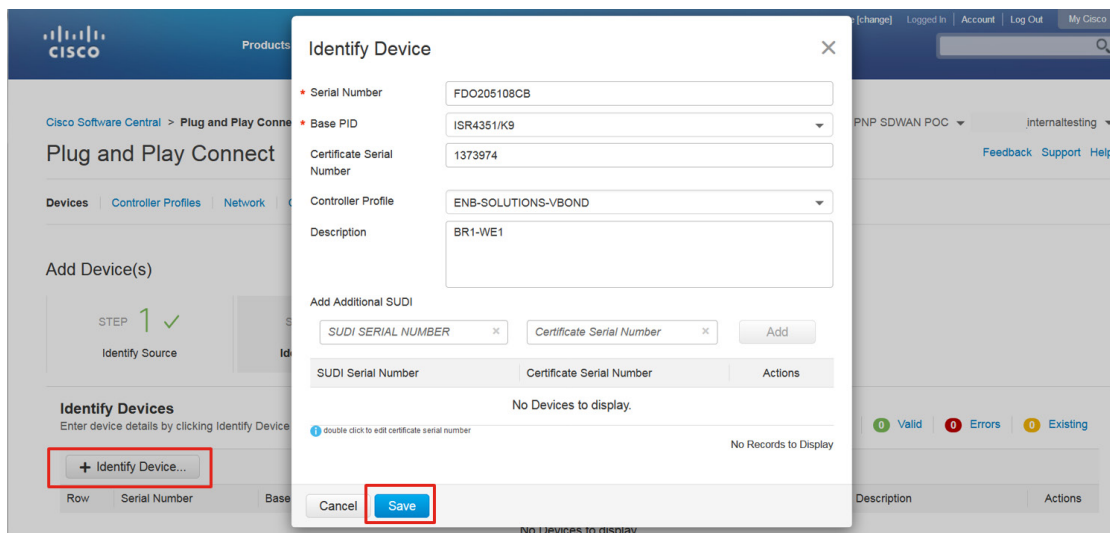 e [change] Logged In | Account | Log Out My Cisco
CISCO
Products
Cisco Software Central > Plug and Play Conne
PNP SDWAN POC
internaltesting
Plug and Play Connect
Feedback Support Help
Devices Controller Profiles Network
Add Device(s)
STEP 1
Identify Source
Identify Devices
Enter device details by clicking Identify Device
0 Valid 0 Errors 0 Existing
+ Identify Device...
Row Serial Number Base
Description Actions
No Devices to display.
Identify Device
* Serial Number FDO205108CB
* Base PID ISR4351/K9
Certificate Serial
Number
1373974
Controller Profile ENB-SOLUTIONS-VBOND
Description BR1-WE1
Add Additional SUDI
SUDI SERIAL NUMBER × Certificate Serial Number × Add
SUDI Serial Number Certificate Serial Number Actions
No Devices to display.
i double click to edit certificate serial number
No Records to Display
Cancel Save